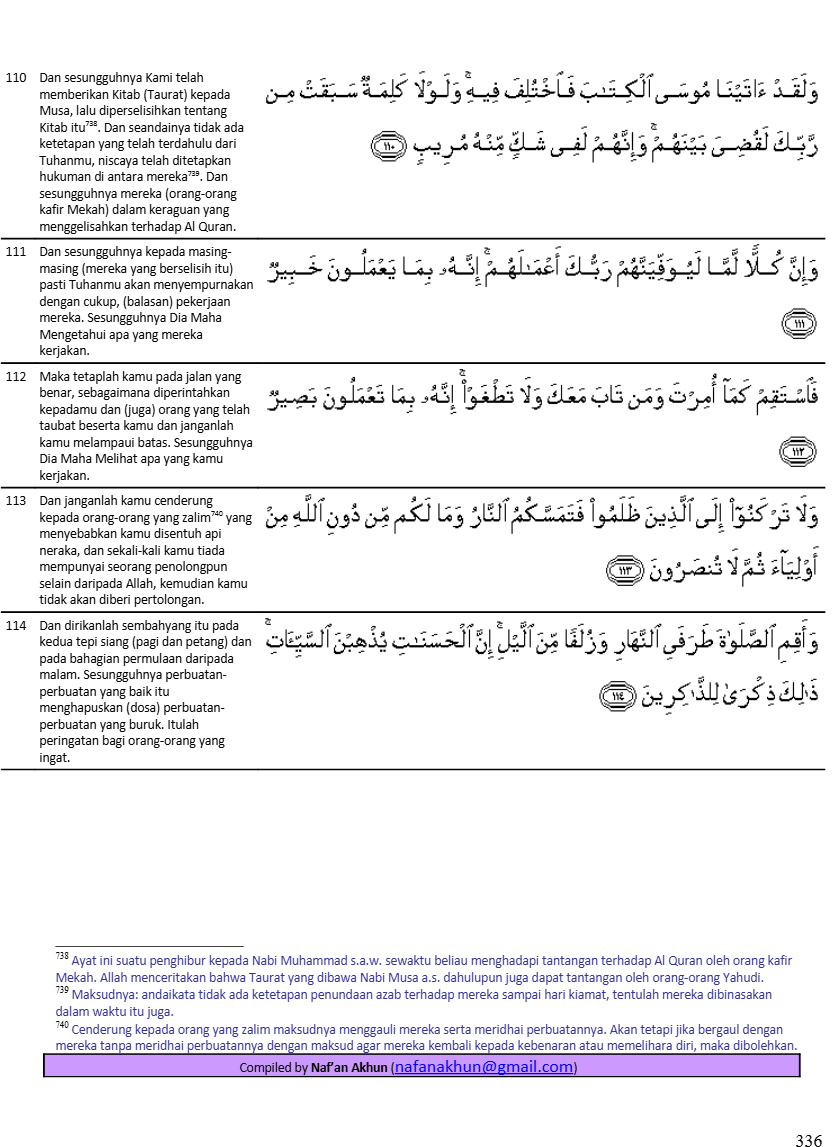 110 Dan sesungguhnya Kami telah
memberikan Kitab (Taurat) kepada
Musa, lalu diperselisihkan tentang
Kitab itu738. Dan seandainya tidak ada
ketetapan yang telah terdahulu dari
Tuhanmu, niscaya telah ditetapkan
hukuman di antara mereka739. Dan
sesungguhnya mereka (orang-orang
kafir Mekah) dalam keraguan yang
menggelisahkan terhadap Al Quran.
وَلَقَدْ ءَاتَيْنَا مُوسَى ٱلْكِتَـٰبَ فَٱخْتُلِفَ فِيهِ ۚ وَلَوْلَا كَلِمَةٌ سَبَقَتْ مِن
رَّبِّكَ لَقُضِىَ بَيْنَهُمْ ۚ وَإِنَّهُمْ لَفِى شَكٍّ مِّنْهُ مُرِيبٍ ١١٠
111 Dan sesungguhnya kepada masing-
masing (mereka yang berselisih itu)
pasti Tuhanmu akan menyempurnakan
dengan cukup, (balasan) pekerjaan
mereka. Sesungguhnya Dia Maha
Mengetahui apa yang mereka
kerjakan.
وَإِنَّ كُلًّا لَّمَّا لَيُوَفِّيَنَّهُمْ رَبُّكَ أَعْمَـٰلَهُمْ ۚ إِنَّهُۥ بِمَا يَعْمَلُونَ خَبِيرٌ
١١١
112 Maka tetaplah kamu pada jalan yang
benar, sebagaimana diperintahkan
kepadamu dan (juga) orang yang telah
taubat beserta kamu dan janganlah
kamu melampaui batas. Sesungguhnya
Dia Maha Melihat apa yang kamu
kerjakan.
فَٱسْتَقِمْ كَمَآ أُمِرْتَ وَمَن تَابَ مَعَكَ وَلَا تَطْغَوْا۟ ۚ إِنَّهُۥ بِمَا تَعْمَلُونَ بَصِيرٌ
١١٢
113 Dan janganlah kamu cenderung
kepada orang-orang yang zalim740 yang
menyebabkan kamu disentuh api
neraka, dan sekali-kali kamu tiada
mempunyai seorang penolongpun
selain daripada Allah, kemudian kamu
tidak akan diberi pertolongan.
وَلَا تَرْكَنُوٓا۟ إِلَى ٱلَّذِينَ ظَلَمُوا۟ فَتَمَسَّكُمُ ٱلنَّارُ وَمَا لَكُم مِّن دُونِ ٱللَّهِ مِنْ
أَوْلِيَآءَ ثُمَّ لَا تُنصَرُونَ ١١٣
114 Dan dirikanlah sembahyang itu pada
kedua tepi siang (pagi dan petang) dan
pada bahagian permulaan daripada
malam. Sesungguhnya perbuatan-
perbuatan yang baik itu
menghapuskan (dosa) perbuatan-
perbuatan yang buruk. Itulah
peringatan bagi orang-orang yang
ingat.
وَأَقِمِ ٱلصَّلَوٰةَ طَرَفَىِ ٱلنَّهَارِ وَزُلَفًا مِّنَ ٱلَّيْلِ ۚ إِنَّ ٱلْحَسَنَـٰتِ يُذْهِبْنَ ٱلسَّيِّـَٔاتِ ۚ
ذَٰلِكَ ذِكْرَىٰ لِلذَّٰكِرِينَ ١١٤
738 Ayat ini suatu penghibur kepada Nabi Muhammad s.a.w. sewaktu beliau menghadapi tantangan terhadap Al Quran oleh orang kafir
Mekah. Allah menceritakan bahwa Taurat yang dibawa Nabi Musa a.s. dahulupun juga dapat tantangan oleh orang-orang Yahudi.
739 Maksudnya: andaikata tidak ada ketetapan penundaan azab terhadap mereka sampai hari kiamat, tentulah mereka dibinasakan
dalam waktu itu juga.
740 Cenderung kepada orang yang zalim maksudnya menggauli mereka serta meridhai perbuatannya. Akan tetapi jika bergaul dengan
mereka tanpa meridhai perbuatannya dengan maksud agar mereka kembali kepada kebenaran atau memelihara diri, maka dibolehkan.
Compiled by Naf'an Akhun (nafanakhun@gmail.com)
336